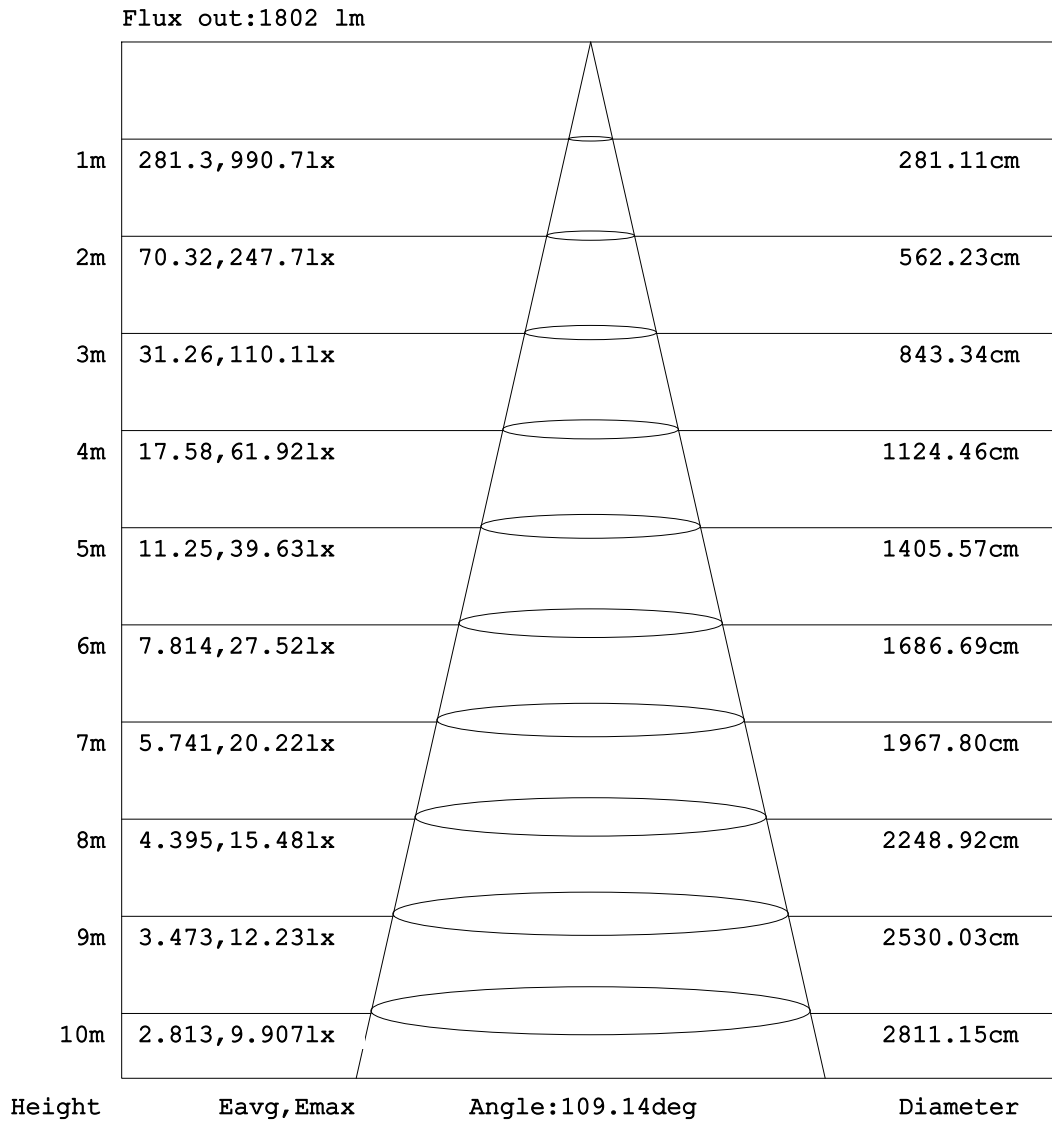 Flux out:1802 lm
1m 281.3,990.7lx 281.11cm
2m 70.32,247.7lx 562.23cm
3m 31.26,110.1lx 843.34cm
4m 17.58,61.92lx 1124.46cm
5m 11.25,39.63lx 1405.57cm
6m 7.814,27.52lx 1686.69cm
7m 5.741,20.22lx 1967.80cm
8m 4.395,15.48lx 2248.92cm
9m 3.473,12.23lx 2530.03cm
10m 2.813,9.907lx 2811.15cm
Height Eavg,Emax Angle:109.14deg Diameter